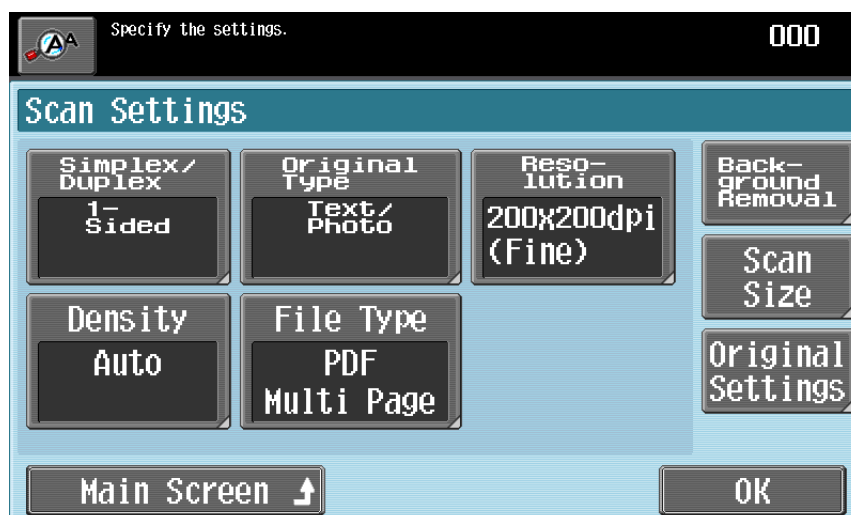 AA
Specify the settings.
000
Scan Settings
Simplex/
Duplex
1-
Sided
Original
Type
Text/
Photo
Reso-
lution
200x200dpi
(Fine)
Back-
ground
Removal
Scan
Size
Density
Auto
File Type
PDF
Multi Page
Original
Settings
Main Screen
OK